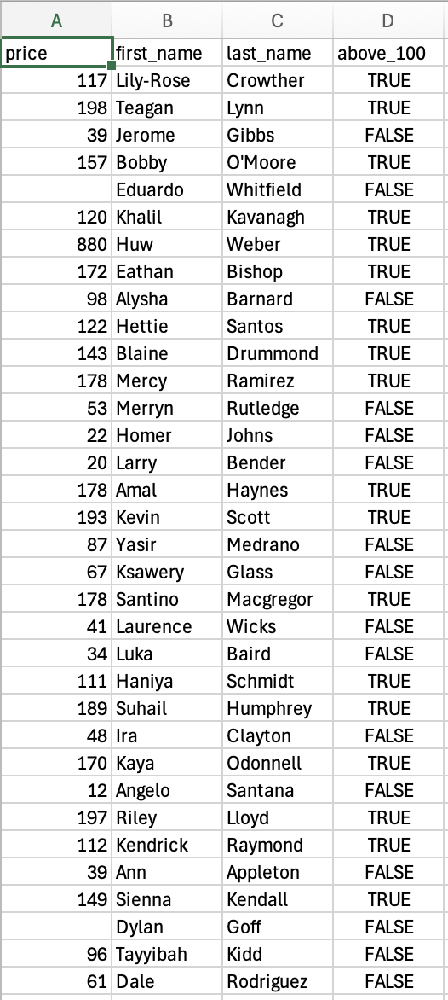 A B C D
price first_name last_name above_100
117 Lily-Rose Crowther TRUE
198 Teagan Lynn TRUE
39 Jerome Gibbs FALSE
157 Bobby O'Moore TRUE
Eduardo Whitfield FALSE
120 Khalil Kavanagh TRUE
880 Huw Weber TRUE
172 Eathan Bishop TRUE
98 Alysha Barnard FALSE
122 Hettie Santos TRUE
143 Blaine Drummond TRUE
178 Mercy Ramirez TRUE
53 Merryn Rutledge FALSE
22 Homer Johns FALSE
20 Larry Bender FALSE
178 Amal Haynes TRUE
193 Kevin Scott TRUE
87 Yasir Medrano FALSE
67 Ksawery Glass FALSE
178 Santino Macgregor TRUE
41 Laurence Wicks FALSE
34 Luka Baird FALSE
111 Haniya Schmidt TRUE
189 Suhail Humphrey TRUE
48 Ira Clayton FALSE
170 Kaya Odonnell TRUE
12 Angelo Santana FALSE
197 Riley Lloyd TRUE
112 Kendrick Raymond TRUE
39 Ann Appleton FALSE
149 Sienna Kendall TRUE
Dylan Goff FALSE
96 Tayyibah Kidd FALSE
61 Dale Rodriguez FALSE